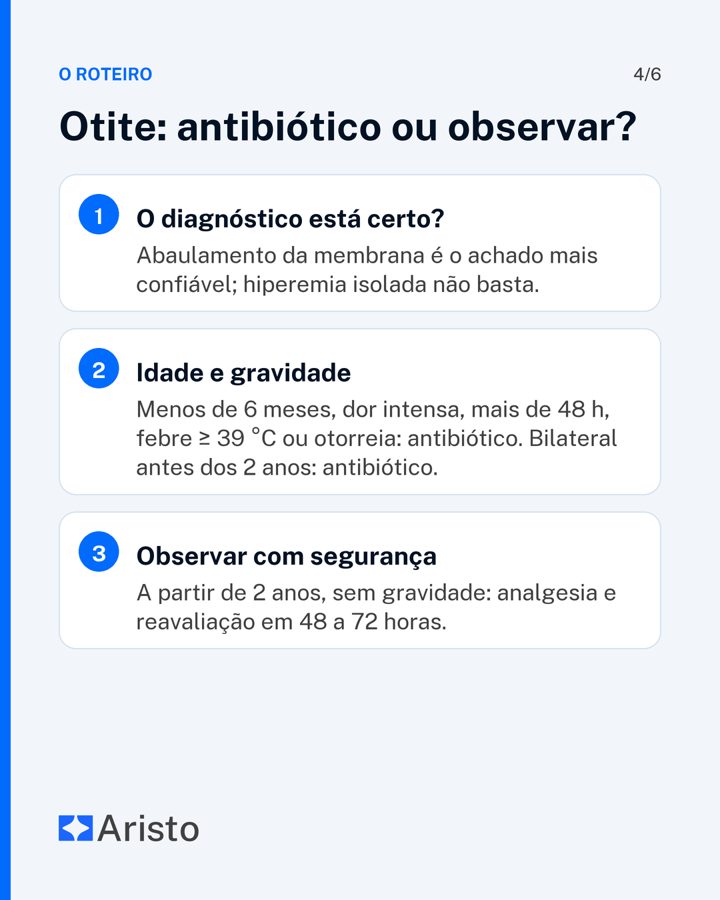 O ROTEIRO
4/6
Otite: antibiótico ou observar?
1
O diagnóstico está certo?
Abaulamento da membrana é o achado mais
confiável; hiperemia isolada não basta.
2
Idade e gravidade
Menos de 6 meses, dor intensa, mais de 48 h,
febre ≥ 39 °C ou otorreia: antibiótico. Bilateral
antes dos 2 anos: antibiótico.
3
Observar com segurança
A partir de 2 anos, sem gravidade: analgesia e
reavaliação em 48 a 72 horas.
Aristo